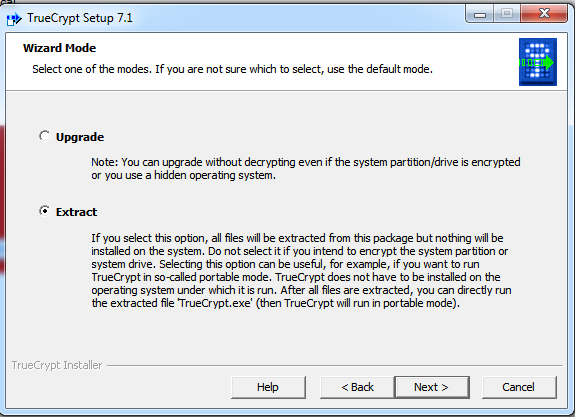 TrueCrypt Setup 7.1
Wizard Mode
Select one of the modes. If you are not sure which to select, use the default mode.
Upgrade
Note: You can upgrade without decrypting even if the system partition/drive is encrypted
or you use a hidden operating system.
Extract
If you select this option, all files will be extracted from this package but nothing will be
installed on the system. Do not select it if you intend to encrypt the system partition or
system drive. Selecting this option can be useful, for example, if you want to run
TrueCrypt in so-called portable mode. TrueCrypt does not have to be installed on the
operating system under which it is run. After all files are extracted, you can directly run
the extracted file 'TrueCrypt.exe' (then TrueCrypt will run in portable mode).
TrueCrypt Installer
Help
< Back
Next >
Cancel